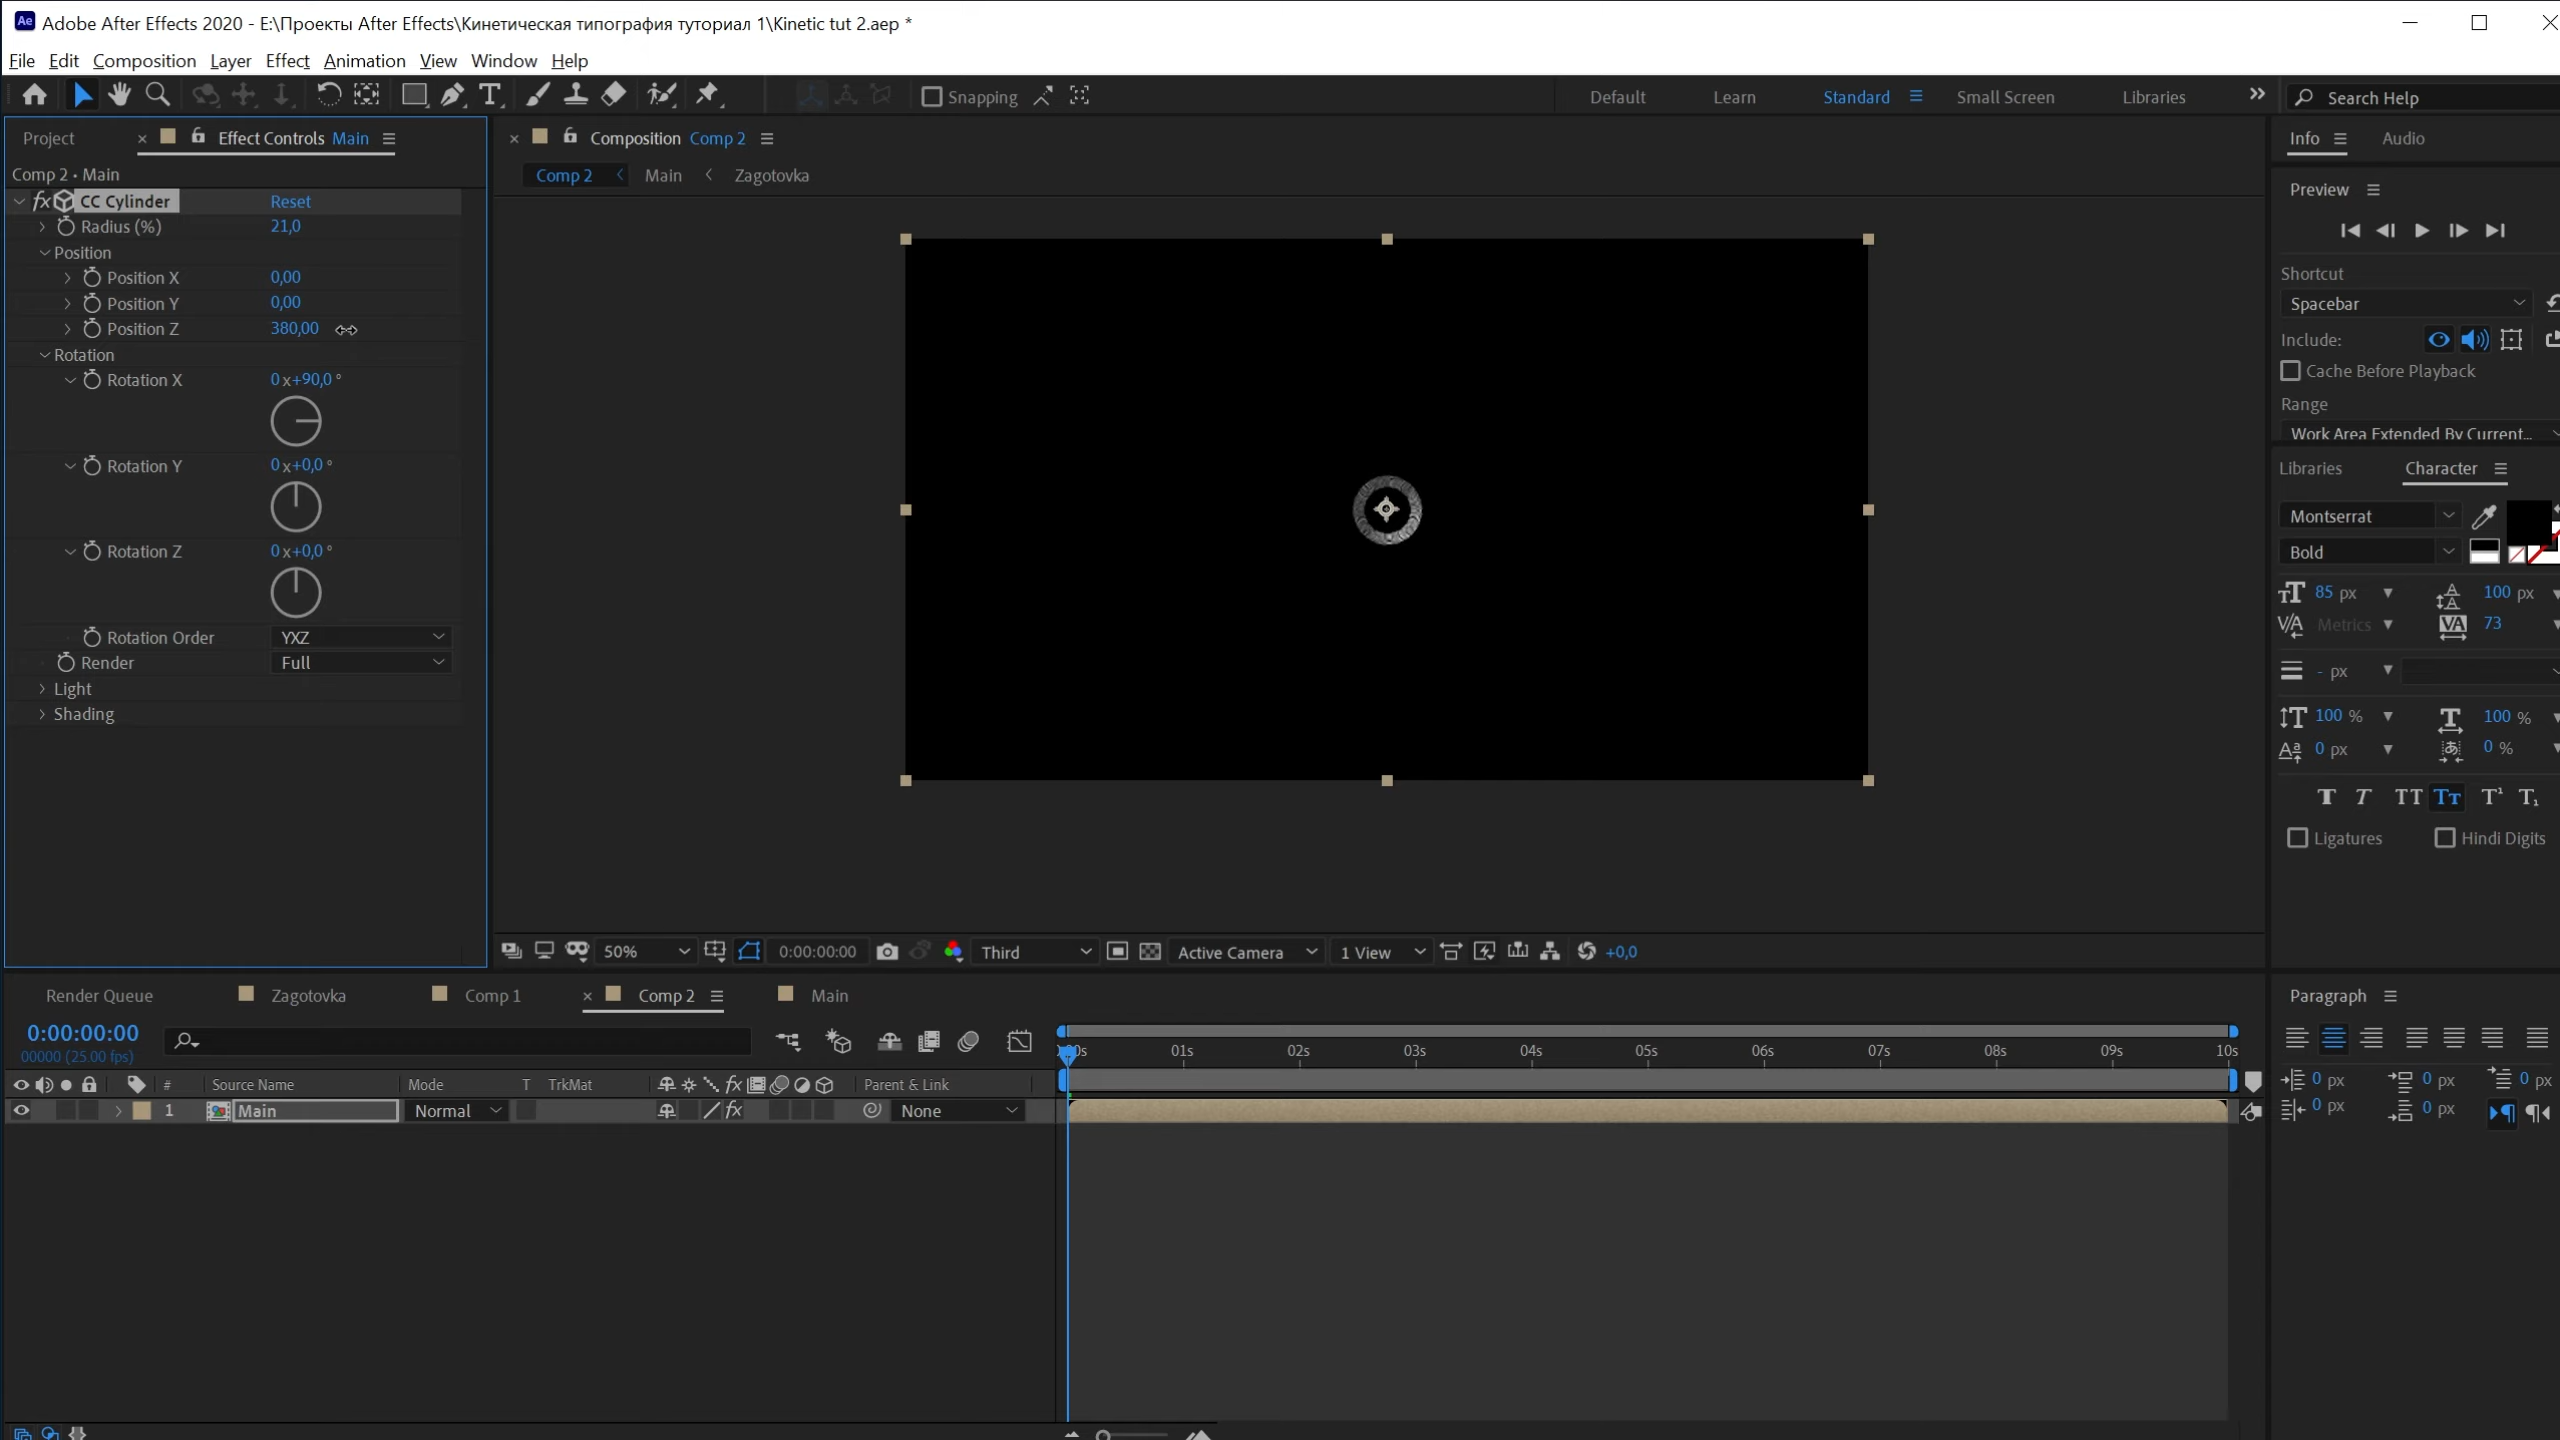 Adobe After Effects 2020 - E:\Проекты After Effects\Кинетическая типография туториал 1\Kinetic tut 2.aep *
File Edit Composition Layer Effect Animation View Window Help
Snapping Default Learn Standard Small Screen Libraries Search Help
Project Effect Controls Main Composition Comp 2 Info Audio
Comp 2 • Main Comp 2 Main Zagotovka
Preview
CC Cylinder Reset
Radius (%) 21,0
Position
Position X 0,00
Position Y 0,00
Position Z 380,00
Rotation
Rotation X 0 x+90,0 °
Rotation Y 0 x+0,0 °
Rotation Z 0 x+0,0 °
Rotation Order YXZ
Render Full
Light
Shading
Shortcut
Spacebar
Include:
Cache Before Playback
Range
Work Area Extended By Current...
Libraries Character
Montserrat
Bold
85 px 100 px
Metrics 73
- px
100 % 100 %
0 px 0 %
Ligatures Hindi Digits
50% 0:00:00:00 Third Active Camera 1 View +0,0
Render Queue Zagotovka Comp 1 Comp 2 Main
Paragraph
0 px 0 px 0 px
0 px 0 px
0:00:00:00
00000 (25.00 fps)
01s 02s 03s 04s 05s 06s 07s 08s 09s 10s
# Source Name Mode T TrkMat Parent & Link
1 Main Normal None